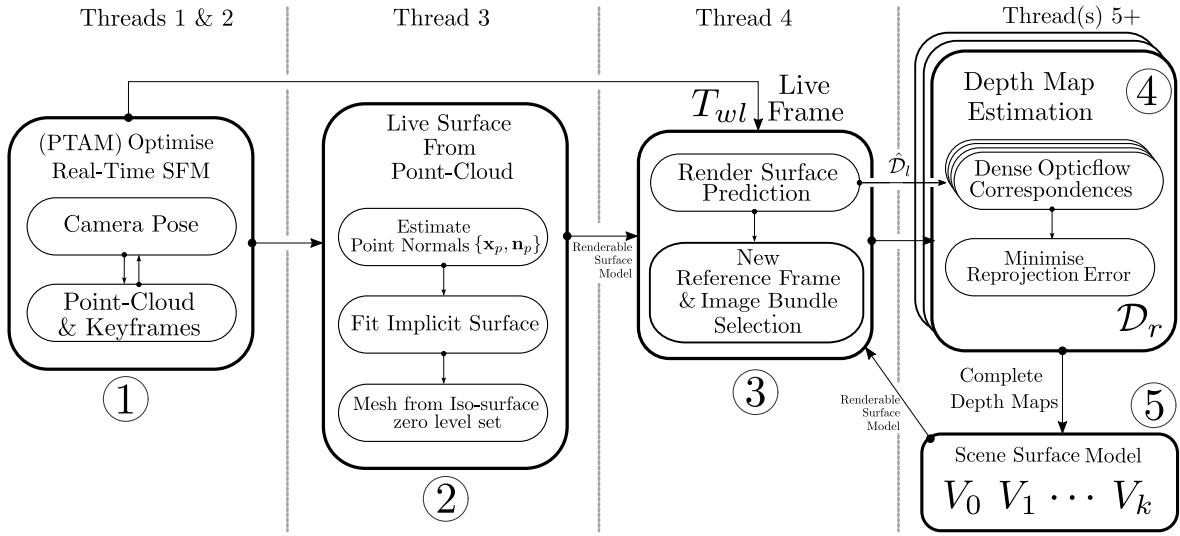 Threads 1 & 2
Thread 3
Thread 4
Thread(s) 5+
(PTAM) Optimise
Real-Time SFM
Camera Pose
Point-Cloud
& Keyframes
1
Live Surface
From
Point-Cloud
Estimate
Point Normals {x_p, n_p}
Fit Implicit Surface
Mesh from Iso-surface
zero level set
2
Renderable
Surface
Model
T_{wl}
Live
Frame
Render Surface
Prediction
New
Reference Frame
& Image Bundle
Selection
3
\hat{𝒟}_l
Depth Map
Estimation
4
Dense Opticflow
Correspondences
Minimise
Reprojection Error
𝒟_r
Complete
Depth Maps
5
Renderable
Surface
Model
Scene Surface Model
V_0 V_1 ⋯ V_k